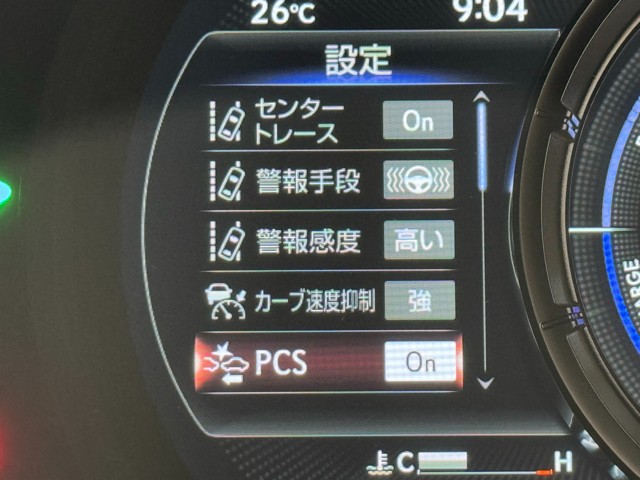 26℃
9:04
設定
センター
トレース
On
警報手段
警報感度
高い
カーブ速度抑制
強
PCS
On
C
H